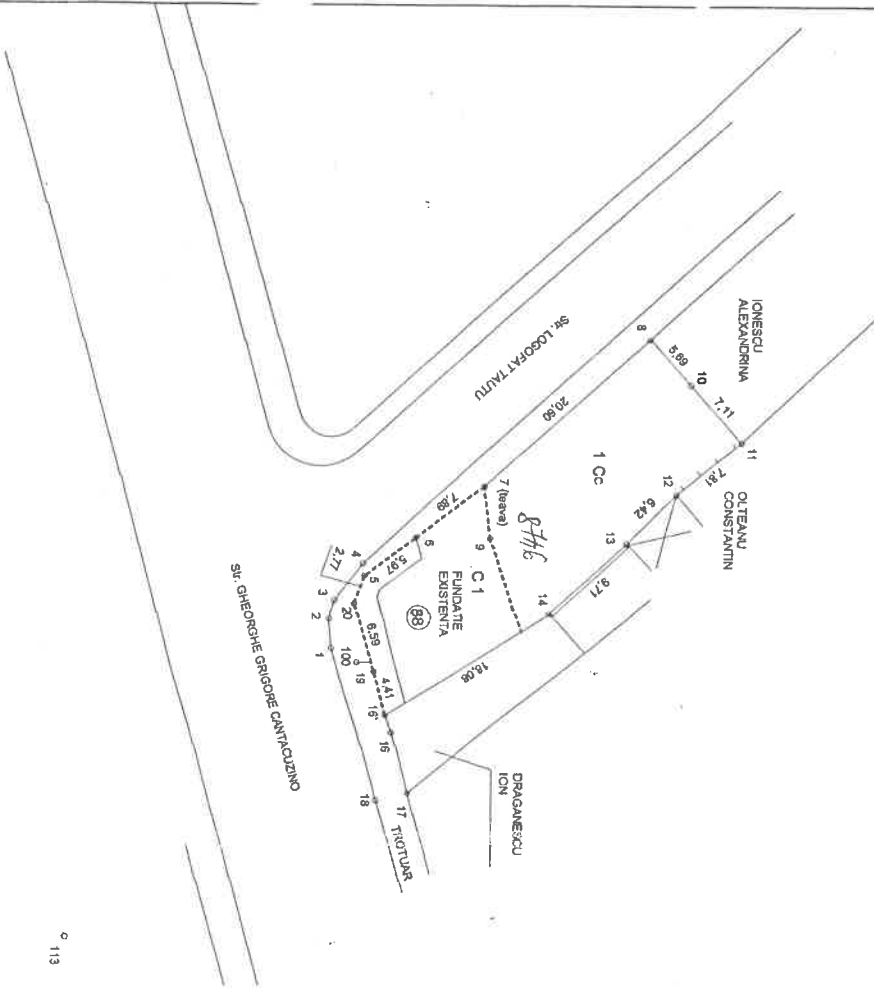 IONESCU
ALEXANDRINA
8
5,69
10
7,11
11
7,81
OLTEANU
CONSTANTIN
12
6,42
13
9,71
14
Str. LOGOFAT TAUTU
20,60
1 Cc
7 (teava)
9
7,89
6
5,97
C 1
FUNDATIE
EXISTENTA
88
18,08
4
2,77
5
3
20
2
6,59
1
100
19
4,41
16'
16
17
18
TROTUAR
DRAGANESCU
ION
Str. GHEORGHE GRIGORE CANTACUZINO
113